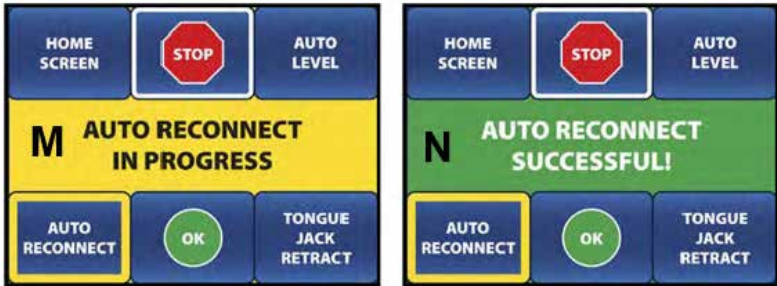 HOME
SCREEN
STOP
AUTO
LEVEL
M
AUTO RECONNECT
IN PROGRESS
AUTO
RECONNECT
OK
TONGUE
JACK
RETRACT
HOME
SCREEN
STOP
AUTO
LEVEL
N
AUTO RECONNECT
SUCCESSFUL!
AUTO
RECONNECT
OK
TONGUE
JACK
RETRACT